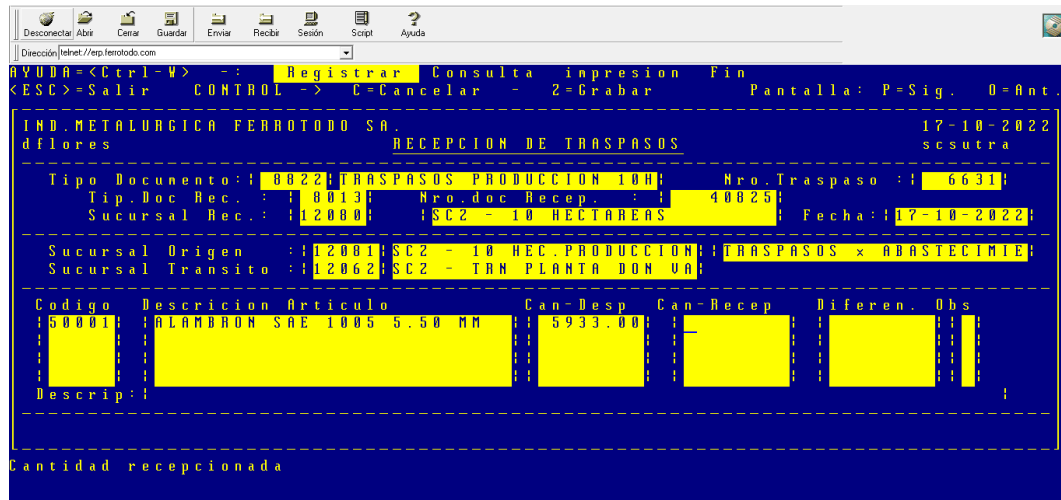 Desconectar Abrir Cerrar Guardar Enviar Recibir Sesión Script Ayuda
Dirección telnet://erp.ferrotodo.com
AYUDA=<Ctrl-W> -: Registrar Consulta impresion Fin
<ESC>=Salir CONTROL -> C=Cancelar - Z=Grabar Pantalla: P=Sig. O=Ant.
IND.METALURGICA FERROTODO SA. 17-10-2022
dflores RECEPCION DE TRASPASOS scsutra
Tipo Documento: 8822 TRASPASOS PRODUCCION 10H Nro.Traspaso : 6631
Tip.Doc Rec. : 8013 Nro.doc Recep. : 40825
Sucursal Rec.: 12080 SC2 - 10 HECTAREAS Fecha: 17-10-2022
Sucursal Origen : 12081 SC2 - 10 HEC.PRODUCCION TRASPASOS x ABASTECIMIE
Sucursal Transito : 12062 SC2 - TRN PLANTA DON VA
Codigo Descricion Articulo Can-Desp Can-Recep Diferen. Obs
50001 ALAMBRON SAE 1005 5.50 MM 5933.00
Descrip:
Cantidad recepcionada